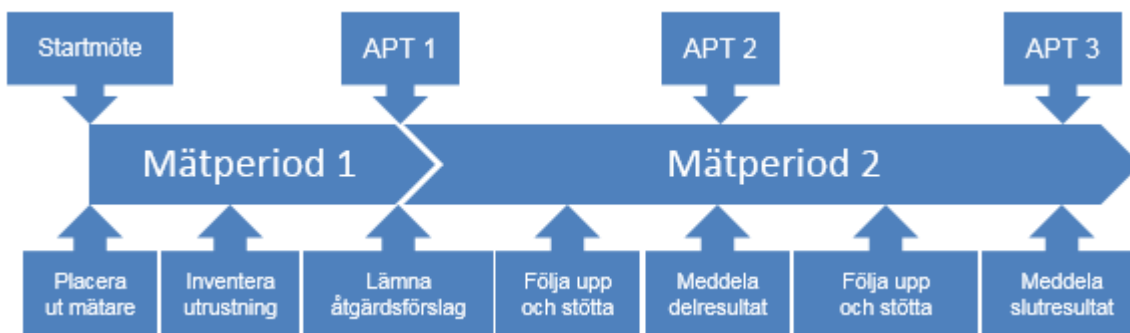 Startmöte
APT 1
APT 2
APT 3
Mätperiod 1
Mätperiod 2
Placera
ut mätare
Inventera
utrustning
Lämna
åtgärdsförslag
Följa upp
och stötta
Meddela
delresultat
Följa upp
och stötta
Meddela
slutresultat